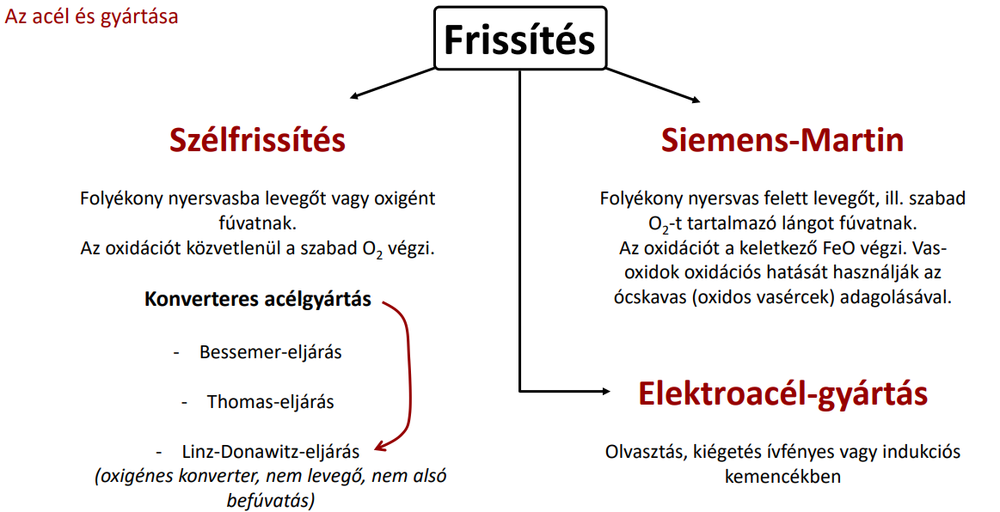 Az acél és gyártása
Frissítés
Szélfrissítés
Folyékony nyersvasba levegőt vagy oxigént
fúvatnak.
Az oxidációt közvetlenül a szabad O₂ végzi.
Konverteres acélgyártás
- Bessemer-eljárás
- Thomas-eljárás
- Linz-Donawitz-eljárás
(oxigénes konverter, nem levegő, nem alsó
befúvatás)
Siemens-Martin
Folyékony nyersvas felett levegőt, ill. szabad
O₂-t tartalmazó lángot fúvatnak.
Az oxidációt a keletkező FeO végzi. Vas-
oxidok oxidációs hatását használják az
ócskavas (oxidos vasércek) adagolásával.
Elektroacél-gyártás
Olvasztás, kiégetés ívfényes vagy indukciós
kemencékben